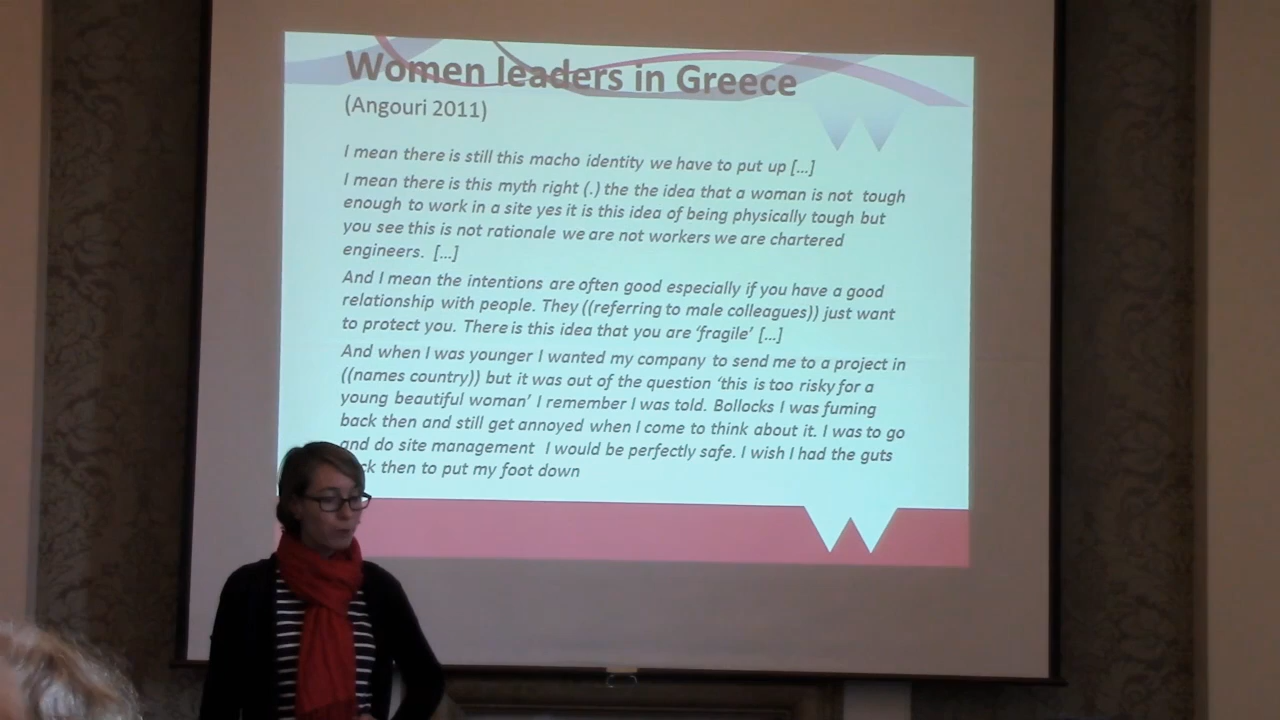 Women leaders in Greece
(Angouri 2011)
I mean there is still this macho identity we have to put up [...]
I mean there is this myth right (.) the the idea that a woman is not tough
enough to work in a site yes it is this idea of being physically tough but
you see this is not rationale we are not workers we are chartered
engineers. [...]
And I mean the intentions are often good especially if you have a good
relationship with people. They ((referring to male colleagues)) just want
to protect you. There is this idea that you are ‘fragile’ [...]
And when I was younger I wanted my company to send me to a project in
((names country)) but it was out of the question ‘this is too risky for a
young beautiful woman’ I remember I was told. Bollocks I was fuming
back then and still get annoyed when I come to think about it. I was to go
and do site management I would be perfectly safe. I wish I had the guts
then to put my foot down